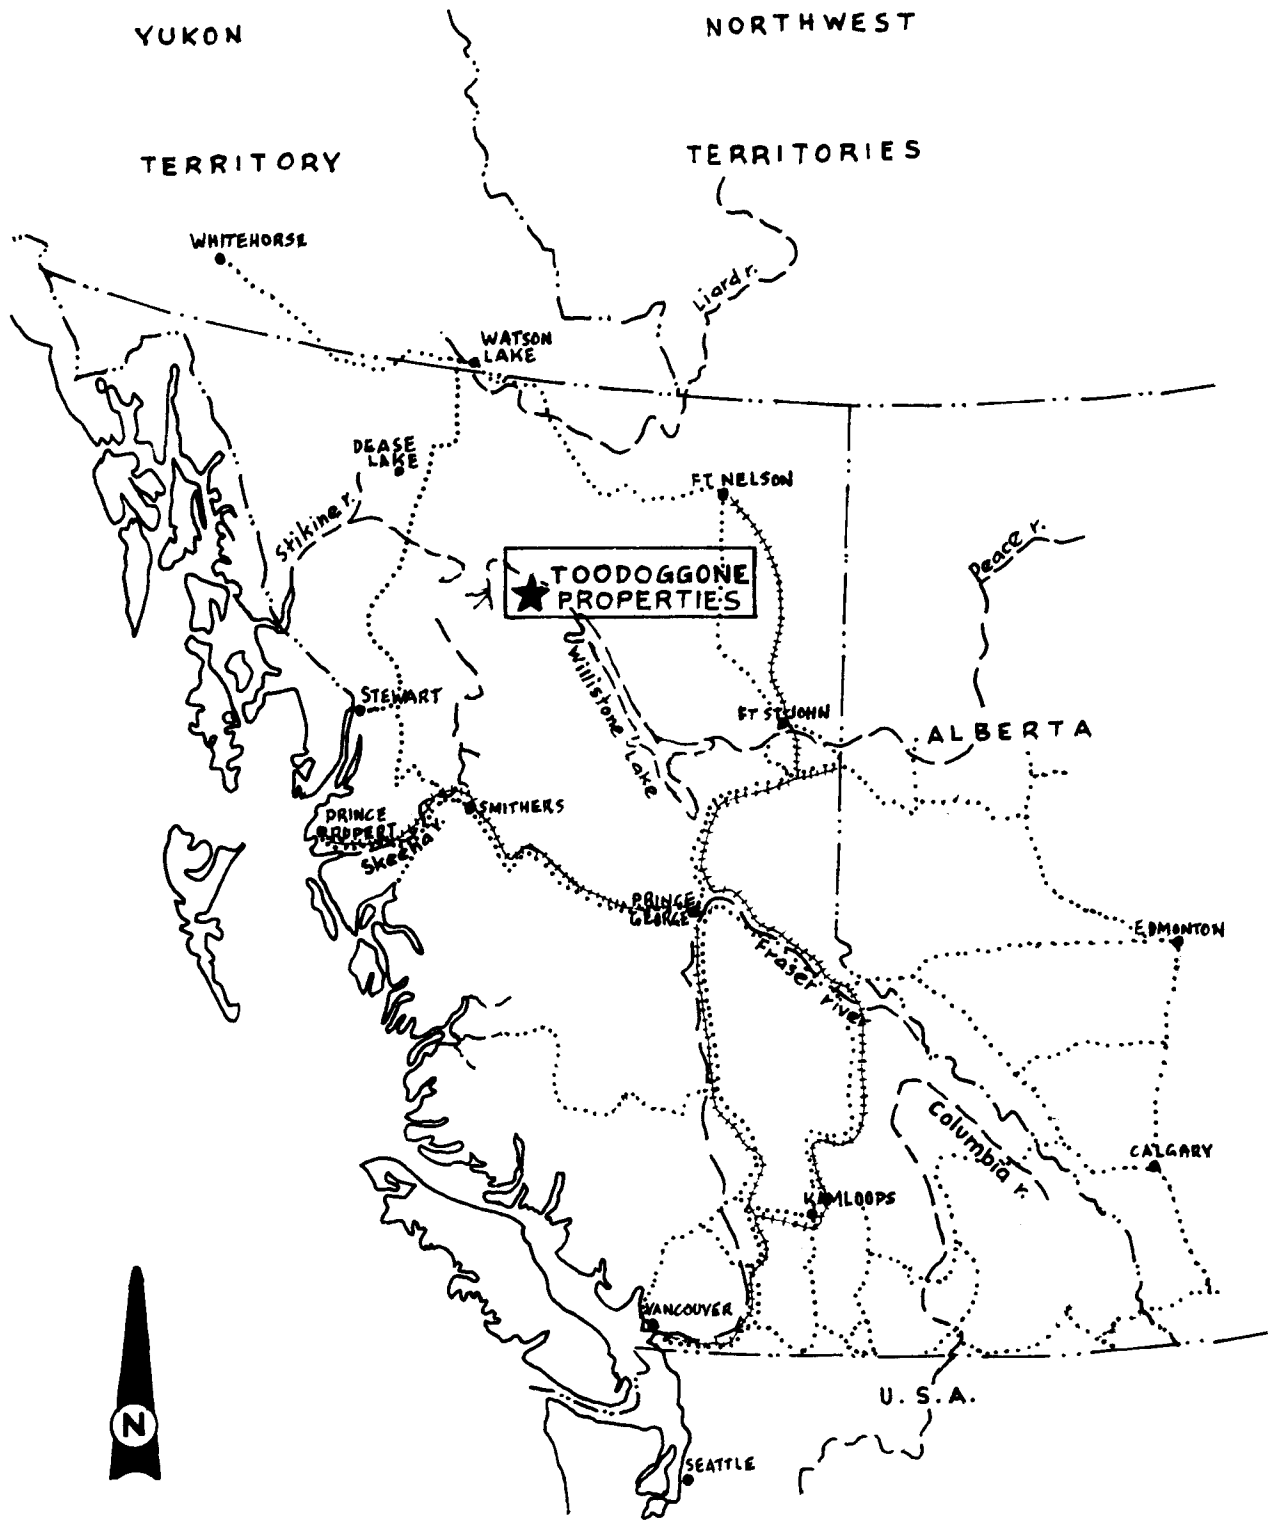 YUKON
NORTHWEST
TERRITORY
TERRITORIES
WHITEHORSE
Liard r.
WATSON
LAKE
DEASE
LAKE
FT NELSON
Stikine r.
Peace r.
TOODOGGONE
PROPERTIES
Williston Lake
STEWART
FT ST JOHN
ALBERTA
PRINCE
RUPERT
SMITHERS
Skeena r.
PRINCE
GEORGE
EDMONTON
Fraser river
Columbia r.
CALGARY
KAMLOOPS
VANCOUVER
U.S.A.
N
SEATTLE